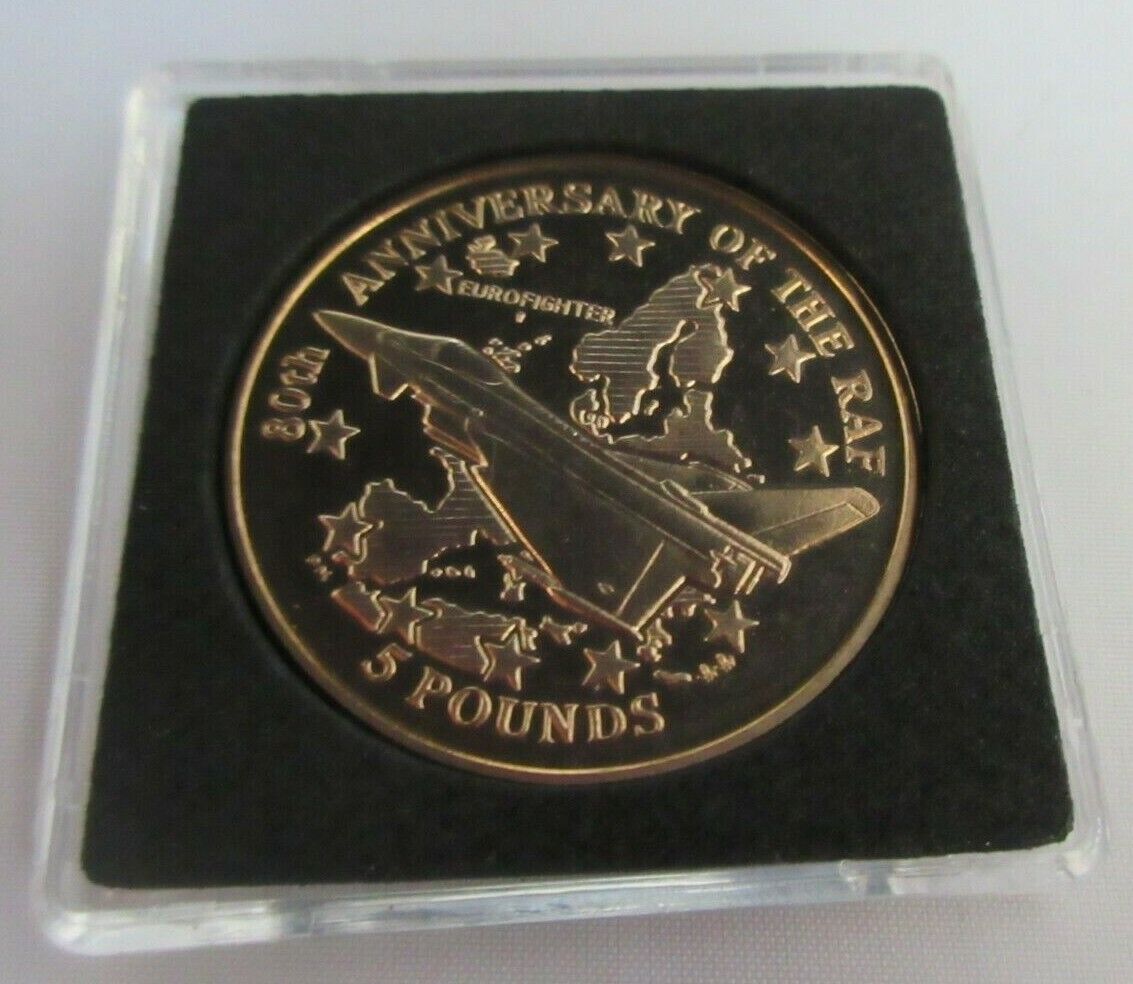 80th ANNIVERSARY OF THE RAF
EUROFIGHTER
5 POUNDS